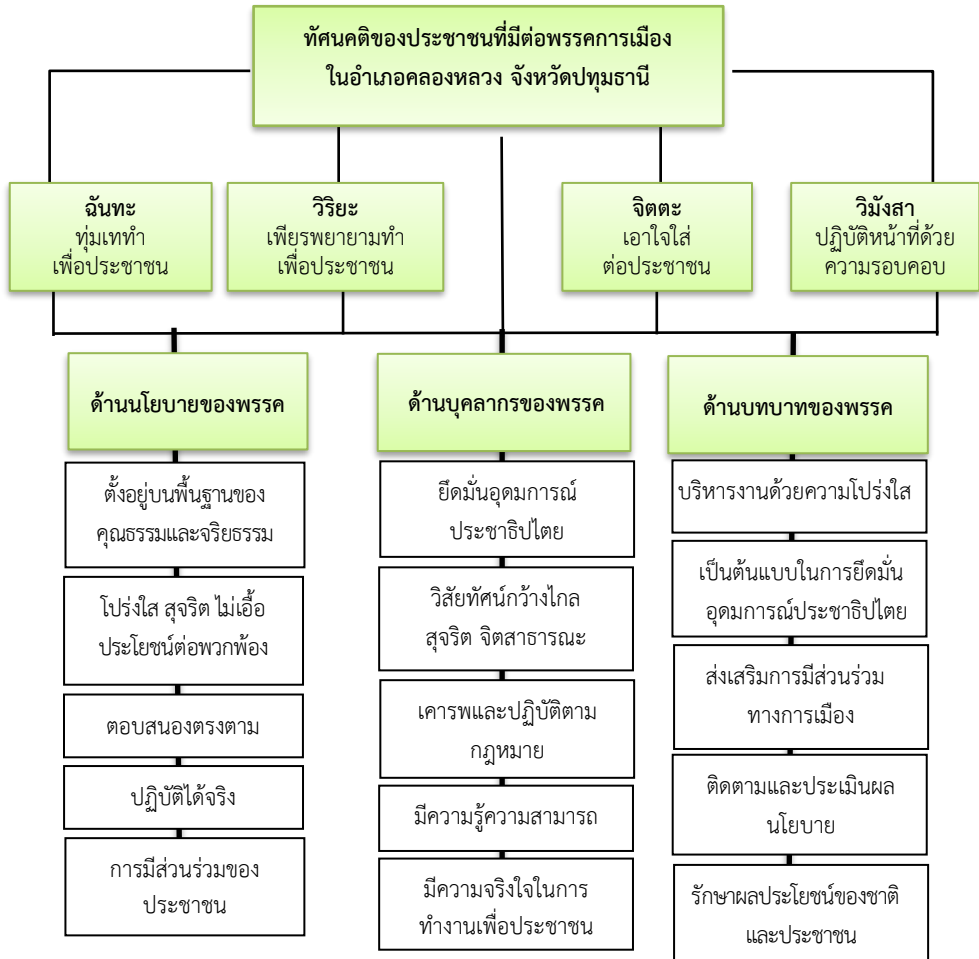 ทัศนคติของประชาชนที่มีต่อพรรคการเมือง
ในอำเภอคลองหลวง จังหวัดปทุมธานี
ฉันทะ
ทุ่มเททำ
เพื่อประชาชน
วิริยะ
เพียรพยายามทำ
เพื่อประชาชน
จิตตะ
เอาใจใส่
ต่อประชาชน
วิมังสา
ปฏิบัติหน้าที่ด้วย
ความรอบคอบ
ด้านนโยบายของพรรค
ตั้งอยู่บนพื้นฐานของ
คุณธรรมและจริยธรรม
โปร่งใส สุจริต ไม่เอื้อ
ประโยชน์ต่อพวกพ้อง
ตอบสนองตรงตาม
ปฏิบัติได้จริง
การมีส่วนร่วมของ
ประชาชน
ด้านบุคลากรของพรรค
ยึดมั่นอุดมการณ์
ประชาธิปไตย
วิสัยทัศน์กว้างไกล
สุจริต จิตสาธารณะ
เคารพและปฏิบัติตาม
กฎหมาย
มีความรู้ความสามารถ
มีความจริงใจในการ
ทำงานเพื่อประชาชน
ด้านบทบาทของพรรค
บริหารงานด้วยความโปร่งใส
เป็นต้นแบบในการยึดมั่น
อุดมการณ์ประชาธิปไตย
ส่งเสริมการมีส่วนร่วม
ทางการเมือง
ติดตามและประเมินผล
นโยบาย
รักษาผลประโยชน์ของชาติ
และประชาชน